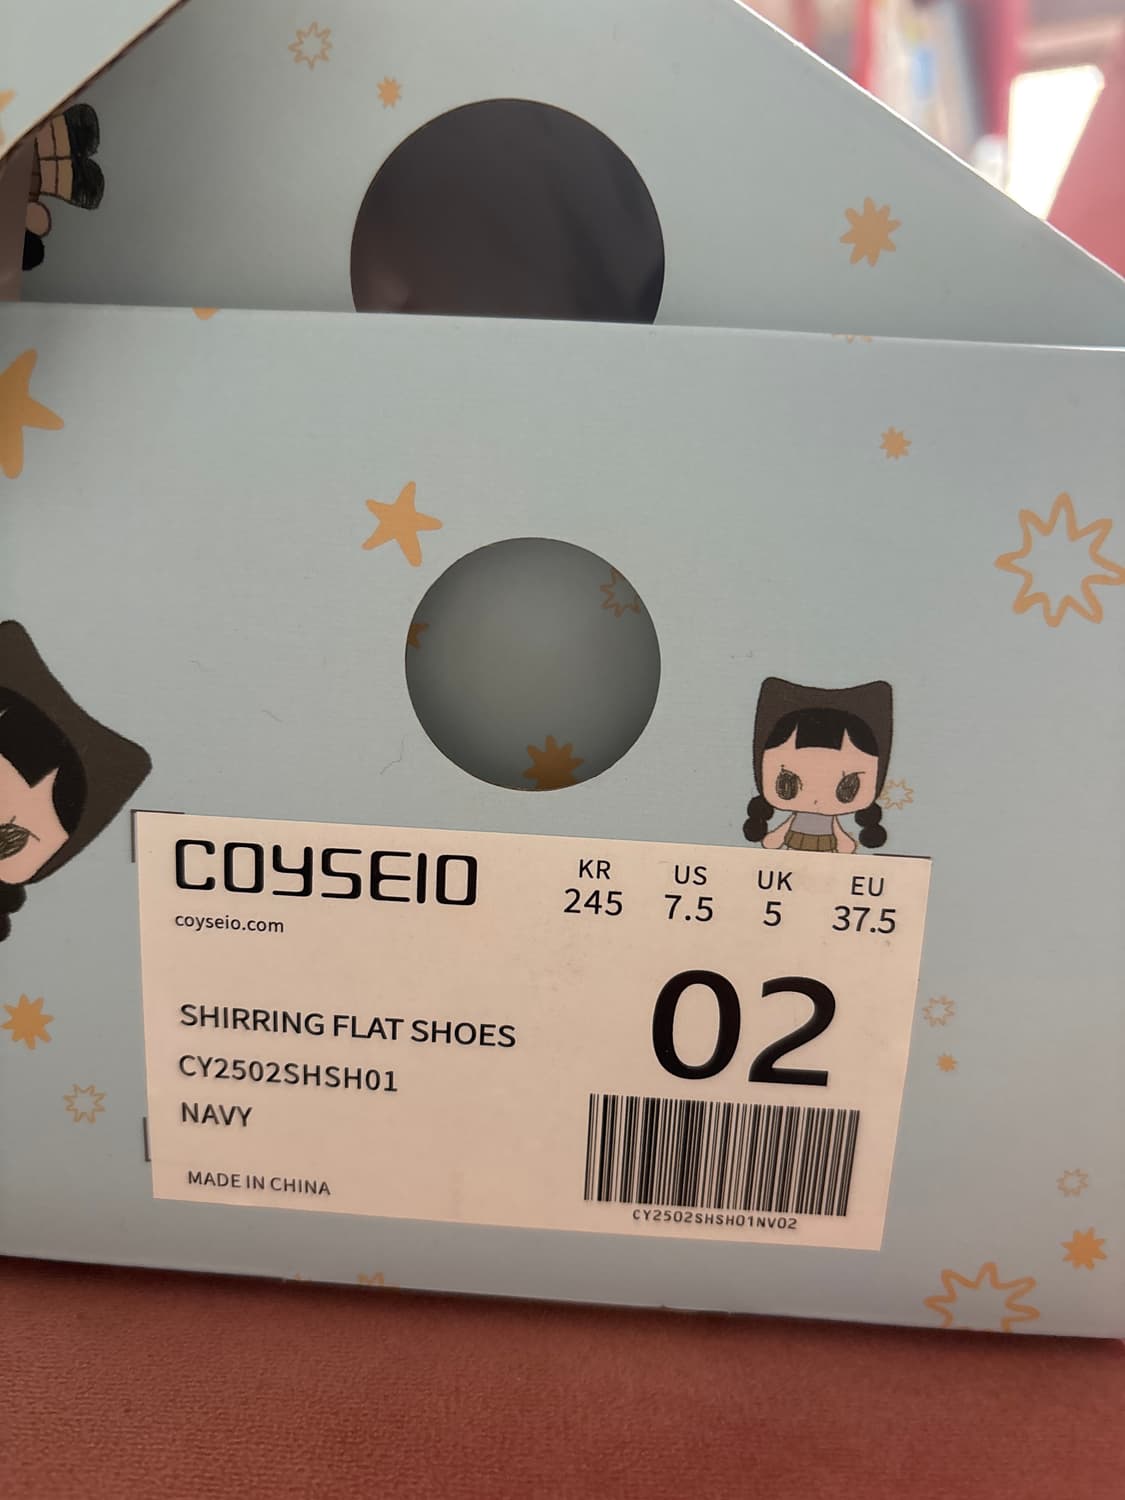 COYSEIO
coyseio.com
KR US UK EU
245 7.5 5 37.5
02
SHIRRING FLAT SHOES
CY2502SHSH01
NAVY
MADE IN CHINA
CY2502SHSH01NV02